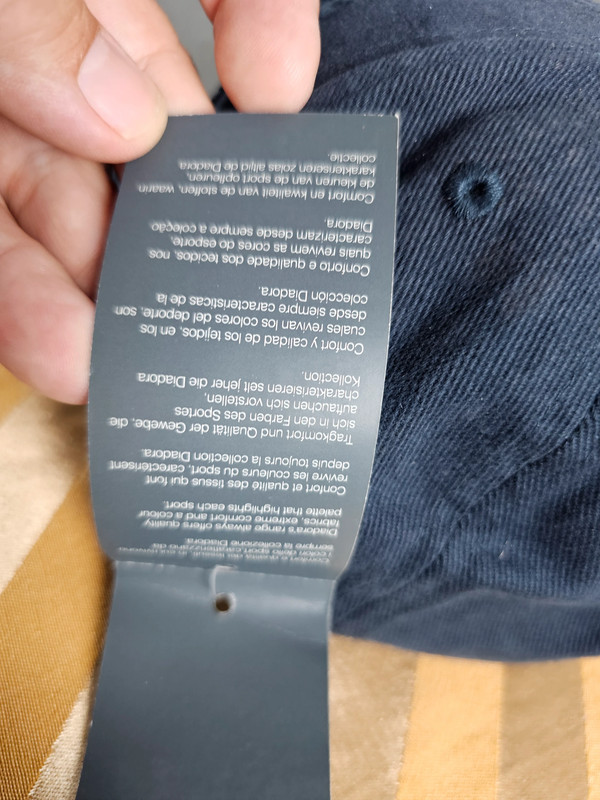 sempre la collezione Diadora.
Diadora's range offers always quality
fabrics, extreme comfort and a colour
palette that highlights each sport.
Confort et qualité des tissus qui font
revivre les couleurs du sport, caractérisent
depuis toujours la collection Diadora.
Tragkomfort und Qualität der Gewebe, die
sich in den Farben des Sportes
auftauchen sich vorstellen,
charakterisieren seit jeher die Diadora
Kollection.
Confort y calidad de los tejidos, en los
cuales revivan los colores del deporte, son
desde siempre características de la
colección Diadora.
Conforto e qualidade dos tecidos, nos
quais revivem as cores do esporte,
caracterizam desde sempre a coleção
Diadora.
Comfort en kwaliteit van de stoffen, waarin
de kleuren van de sport opfleuren,
karakteriseren zolas altijd de Diadora
collectie.